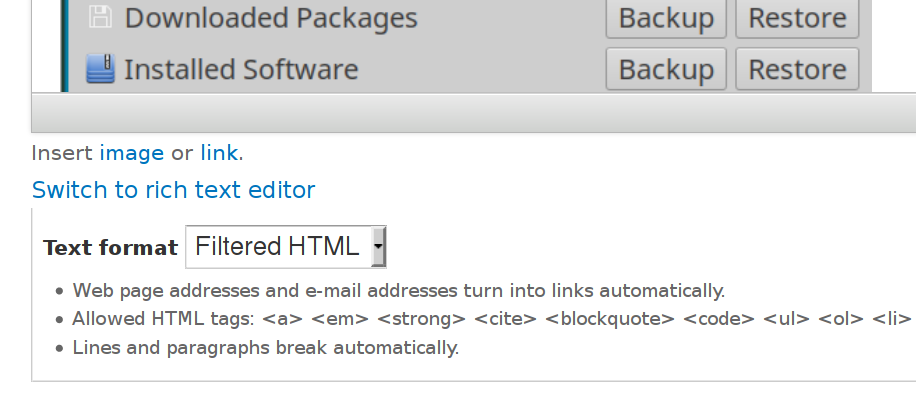 Downloaded Packages Backup Restore
Installed Software Backup Restore
Insert image or link.
Switch to rich text editor
Text format Filtered HTML
• Web page addresses and e-mail addresses turn into links automatically.
• Allowed HTML tags: <a> <em> <strong> <cite> <blockquote> <code> <ul> <ol> <li>
• Lines and paragraphs break automatically.